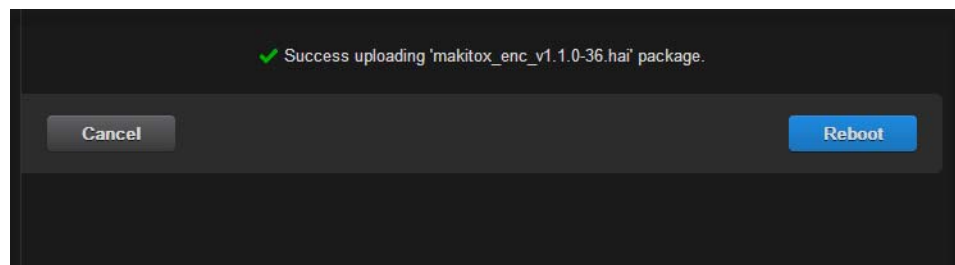 Success uploading 'makitox_enc_v1.1.0-36.hai' package.
Cancel
Reboot